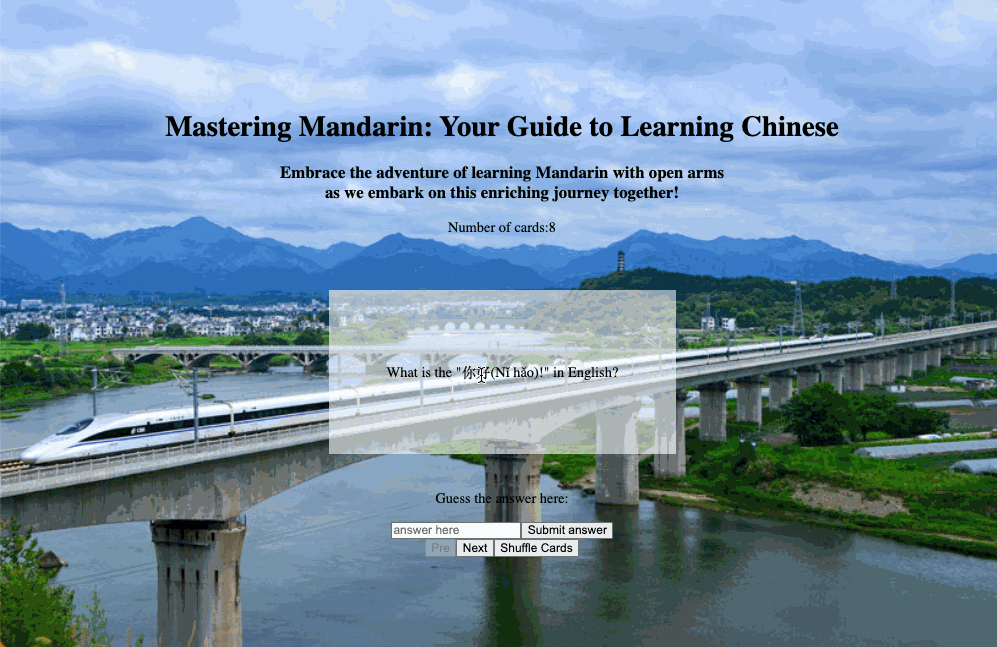 Mastering Mandarin: Your Guide to Learning Chinese
Embrace the adventure of learning Mandarin with open arms
as we embark on this enriching journey together!
Number of cards:8
What is the "你好(Nǐ hǎo)!" in English?
Guess the answer here:
answer here Submit answer
Pre Next Shuffle Cards